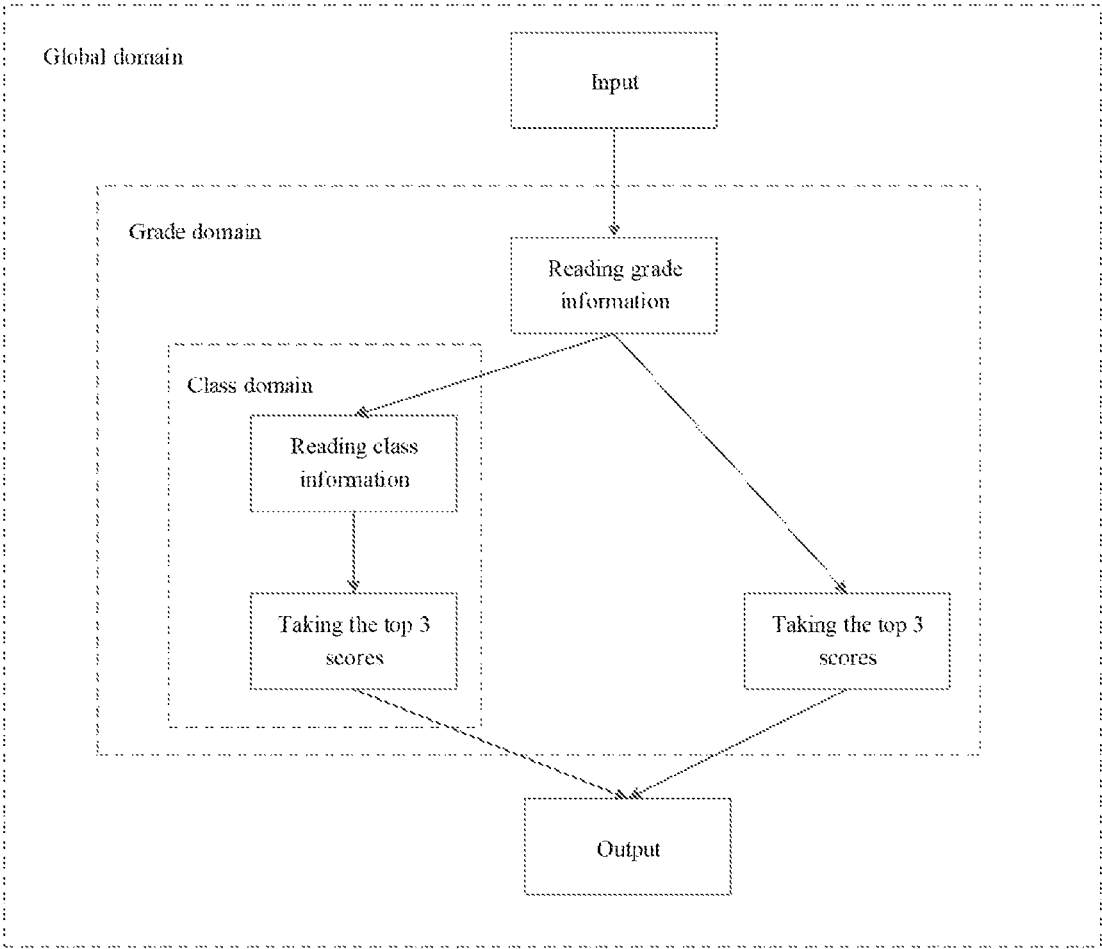 Global domain
Input
Grade domain
Reading grade
information
Class domain
Reading class
information
Taking the top 3
scores
Taking the top 3
scores
Output